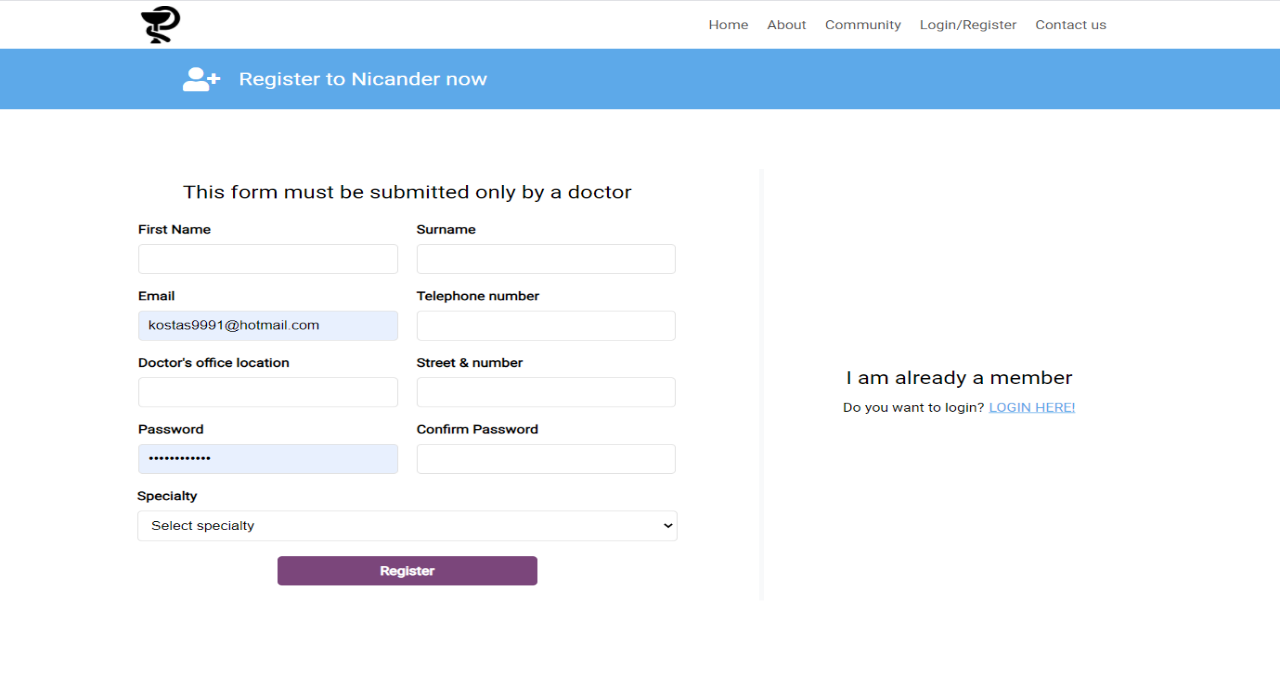 Home About Community Login/Register Contact us
Register to Nicander now
This form must be submitted only by a doctor
First Name Surname
Email Telephone number
kostas9991@hotmail.com
Doctor's office location Street & number
Password Confirm Password
••••••••••••
Specialty
Select specialty
Register
I am already a member
Do you want to login? LOGIN HERE!